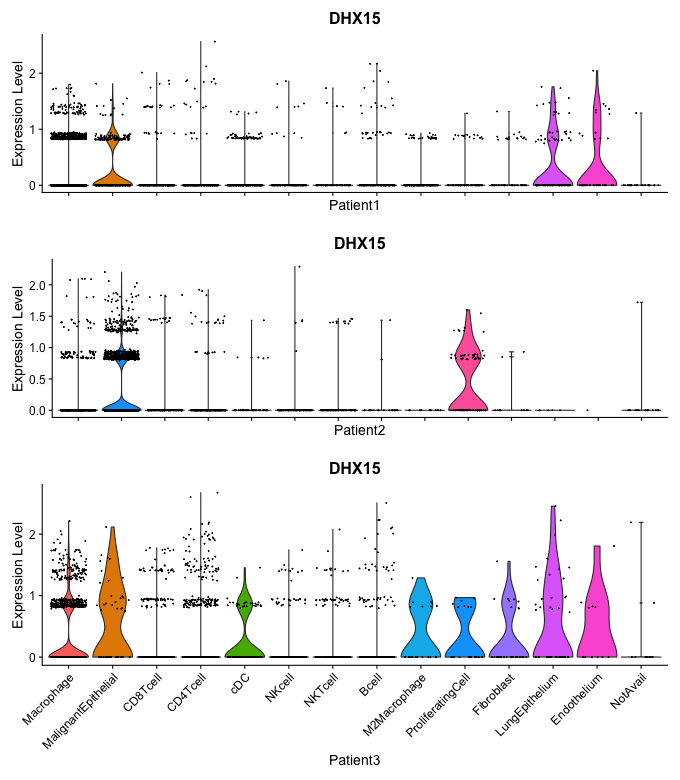 DHX15
Expression Level
2
1
0
Patient1
DHX15
Expression Level
2.0
1.5
1.0
0.5
0.0
Patient2
DHX15
Expression Level
2
1
0
Macrophage
MalignantEpithelial
CD8Tcell
CD4Tcell
cDC
NKcell
NKTcell
Bcell
M2Macrophage
ProliferatingCell
Fibroblast
LungEpithelium
Endothelium
NotAvail
Patient3